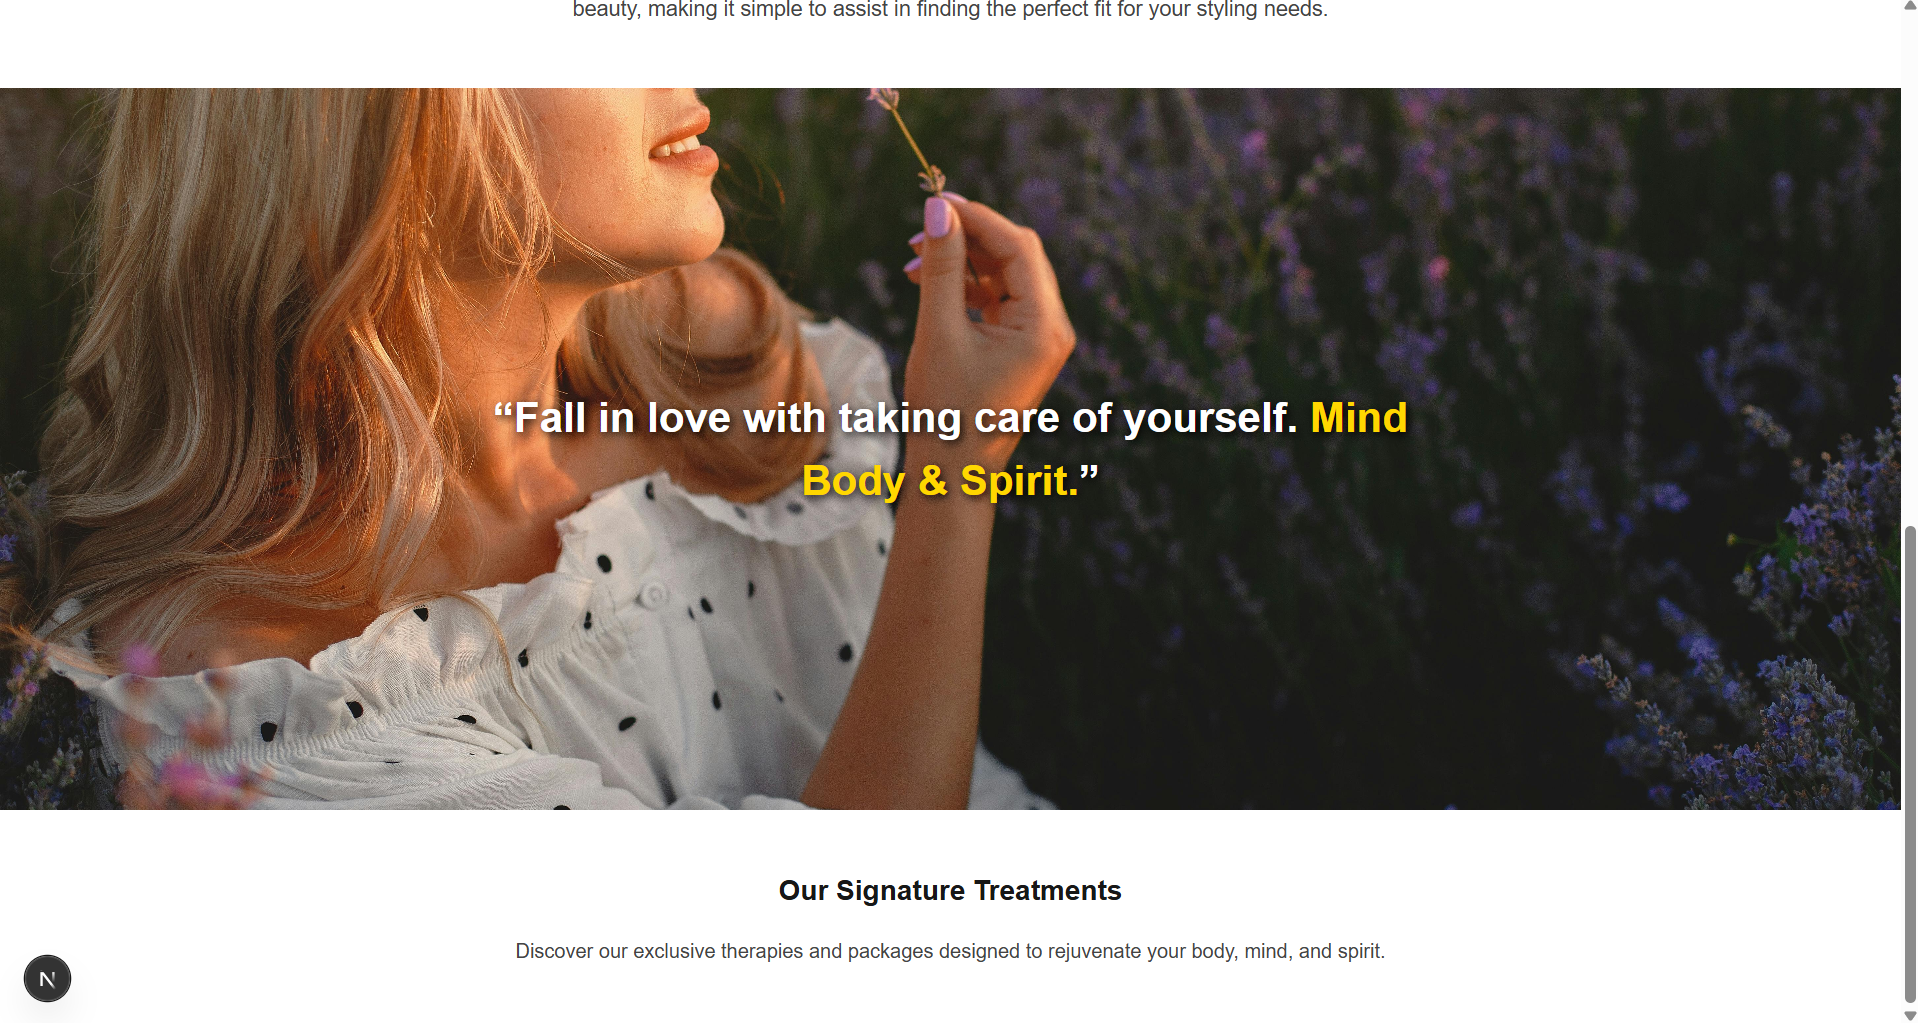 beauty, making it simple to assist in finding the perfect fit for your styling needs.
“Fall in love with taking care of yourself. Mind
Body & Spirit.”
Our Signature Treatments
Discover our exclusive therapies and packages designed to rejuvenate your body, mind, and spirit.
N